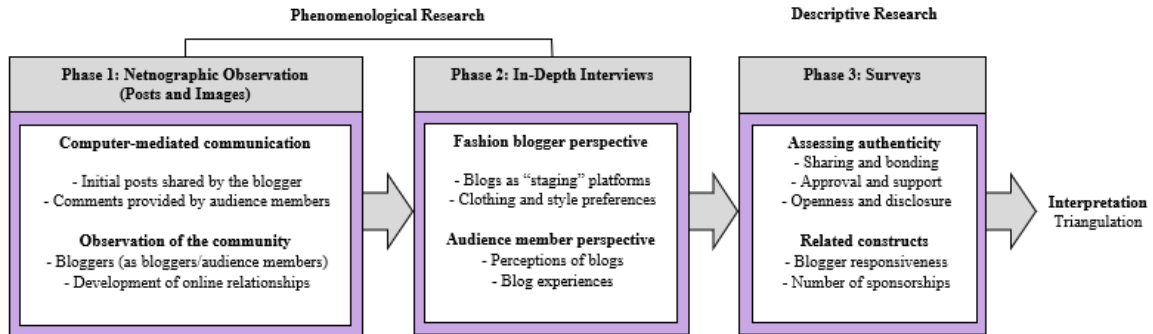 Phenomenological Research
Descriptive Research
Phase 1: Netnographic Observation
(Posts and Images)
Computer-mediated communication
- Initial posts shared by the blogger
- Comments provided by audience members
Observation of the community
- Bloggers (as bloggers/audience members)
- Development of online relationships
Phase 2: In-Depth Interviews
Fashion blogger perspective
- Blogs as “staging” platforms
- Clothing and style preferences
Audience member perspective
- Perceptions of blogs
- Blog experiences
Phase 3: Surveys
Assessing authenticity
- Sharing and bonding
- Approval and support
- Openness and disclosure
Related constructs
- Blogger responsiveness
- Number of sponsorships
Interpretation
Triangulation